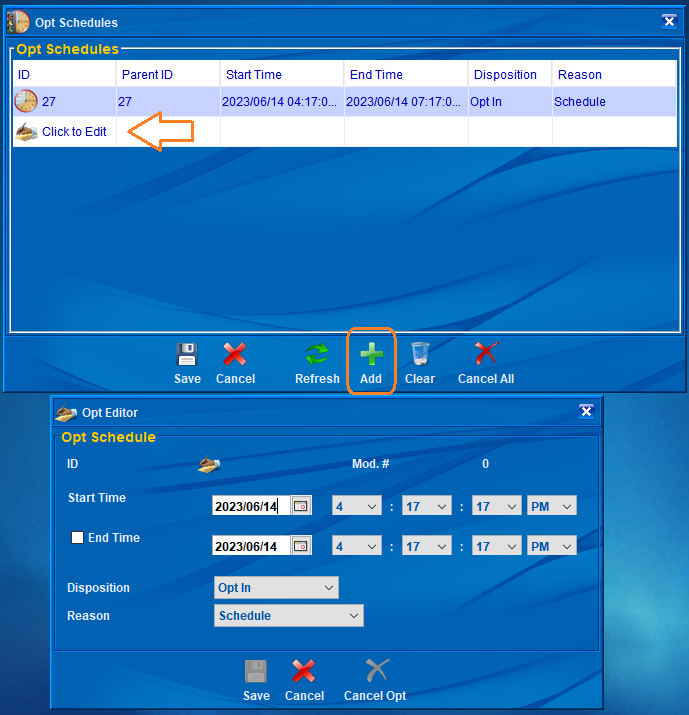 Opt Schedules
Opt Schedules
ID Parent ID Start Time End Time Disposition Reason
27 27 2023/06/14 04:17:0... 2023/06/14 07:17:0... Opt In Schedule
Click to Edit
Save Cancel Refresh Add Clear Cancel All
Opt Editor
Opt Schedule
ID Mod. # 0
Start Time 2023/06/14 4 : 17 : 17 PM
End Time 2023/06/14 4 : 17 : 17 PM
Disposition Opt In
Reason Schedule
Save Cancel Cancel Opt